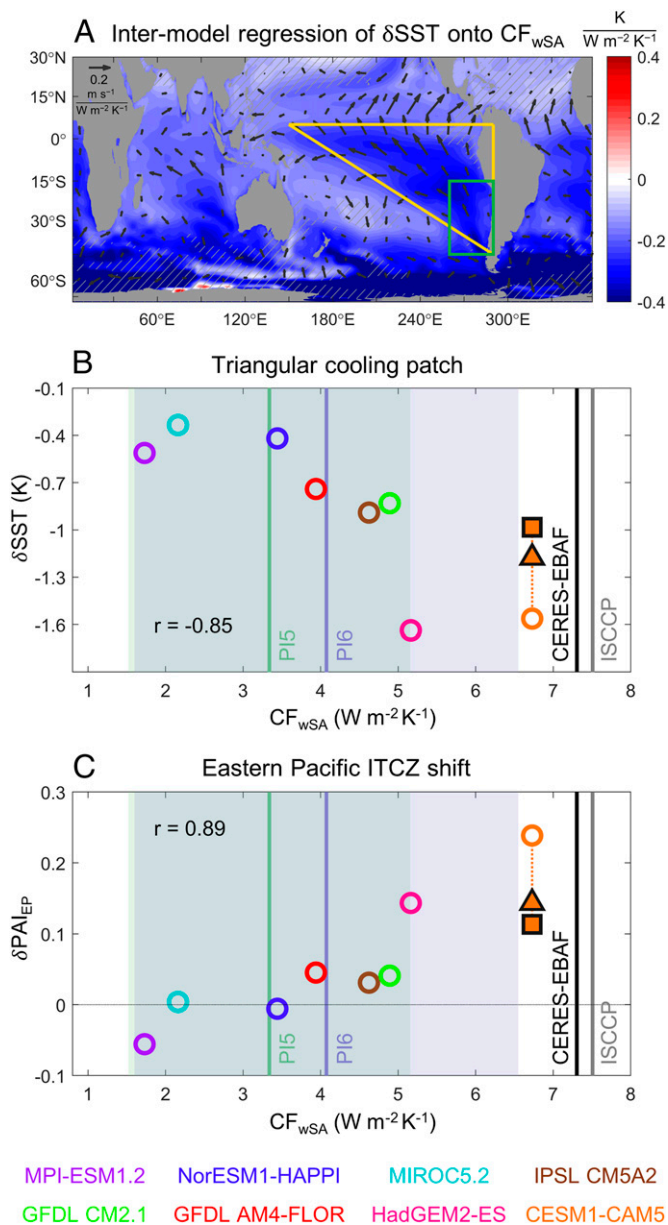 A Inter-model regression of δSST onto CF_wSA
K
W m⁻² K⁻¹
30°N
15°N
0°
15°S
30°S
60°S
0.2
m s⁻¹
W m⁻² K⁻¹
60°E 120°E 180°E 240°E 300°E
0.4
0.2
0
-0.2
-0.4
B Triangular cooling patch
δSST (K)
-0.1
-0.4
-0.7
-1
-1.3
-1.6
r = -0.85
PI5
PI6
CERES-EBAF
ISCCP
1 2 3 4 5 6 7 8
CF_wSA (W m⁻² K⁻¹)
C Eastern Pacific ITCZ shift
δPAI_EP
0.3
0.2
0.1
0
-0.1
r = 0.89
PI5
PI6
CERES-EBAF
ISCCP
1 2 3 4 5 6 7 8
CF_wSA (W m⁻² K⁻¹)
MPI-ESM1.2 NorESM1-HAPPI MIROC5.2 IPSL CM5A2
GFDL CM2.1 GFDL AM4-FLOR HadGEM2-ES CESM1-CAM5